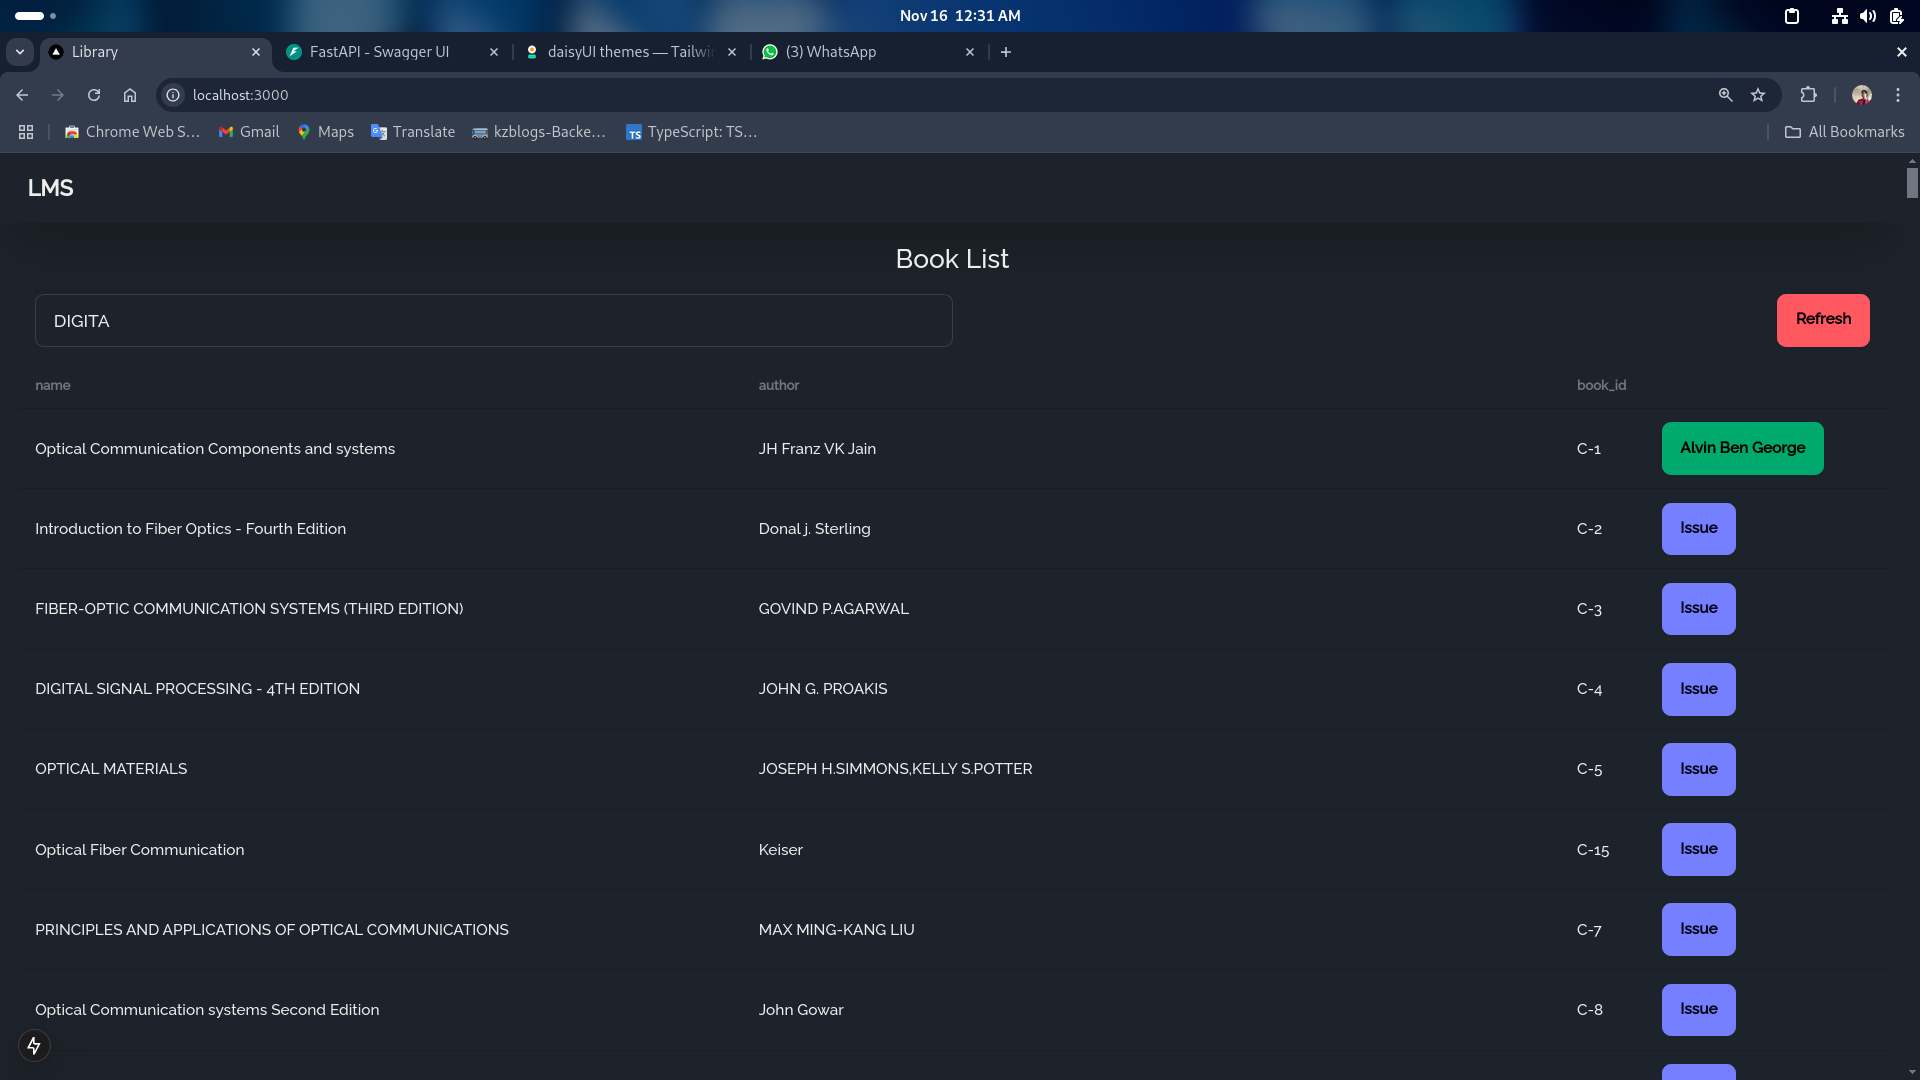 Nov 16 12:31 AM
Library
FastAPI - Swagger UI
daisyUI themes — Tailwi
(3) WhatsApp
localhost:3000
Chrome Web S...
Gmail
Maps
Translate
kzblogs-Backe...
TypeScript: TS...
All Bookmarks
LMS
Book List
DIGITA
Refresh
name author book_id
Optical Communication Components and systems JH Franz VK Jain C-1 Alvin Ben George
Introduction to Fiber Optics - Fourth Edition Donal j. Sterling C-2 Issue
FIBER-OPTIC COMMUNICATION SYSTEMS (THIRD EDITION) GOVIND P.AGARWAL C-3 Issue
DIGITAL SIGNAL PROCESSING - 4TH EDITION JOHN G. PROAKIS C-4 Issue
OPTICAL MATERIALS JOSEPH H.SIMMONS,KELLY S.POTTER C-5 Issue
Optical Fiber Communication Keiser C-15 Issue
PRINCIPLES AND APPLICATIONS OF OPTICAL COMMUNICATIONS MAX MING-KANG LIU C-7 Issue
Optical Communication systems Second Edition John Gowar C-8 Issue